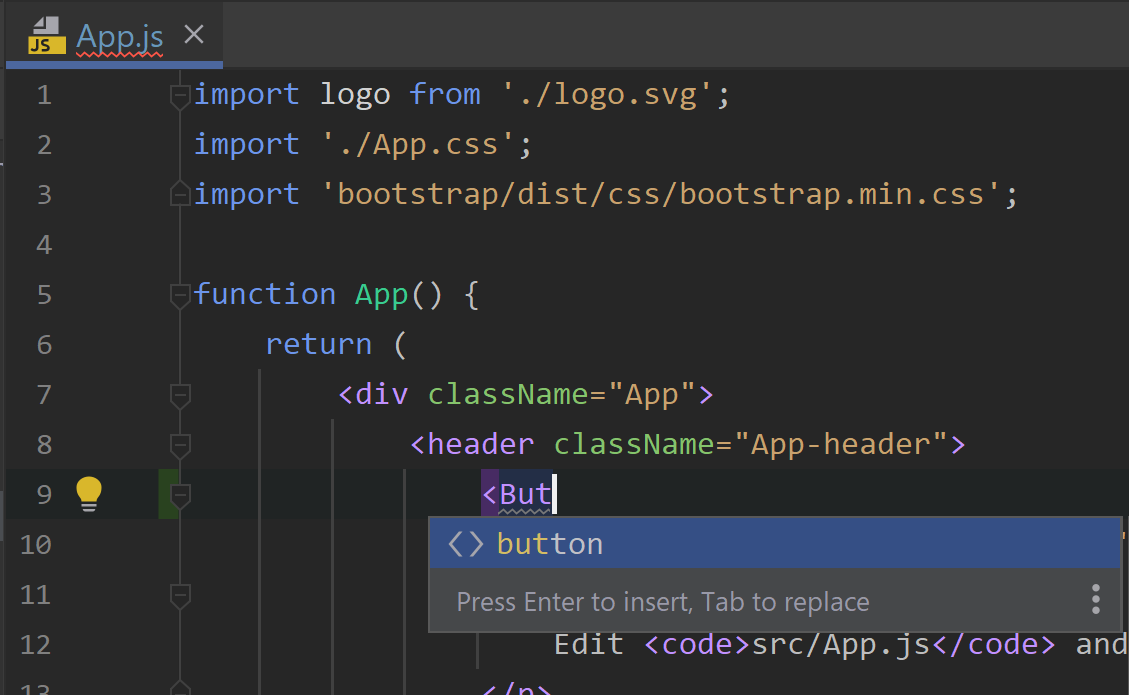 JS App.js
1 import logo from './logo.svg';
2 import './App.css';
3 import 'bootstrap/dist/css/bootstrap.min.css';
4
5 function App() {
6 return (
7 <div className="App">
8 <header className="App-header">
9 <But
10 button
11 Press Enter to insert, Tab to replace
12 Edit <code>src/App.js</code> and
13 </p>